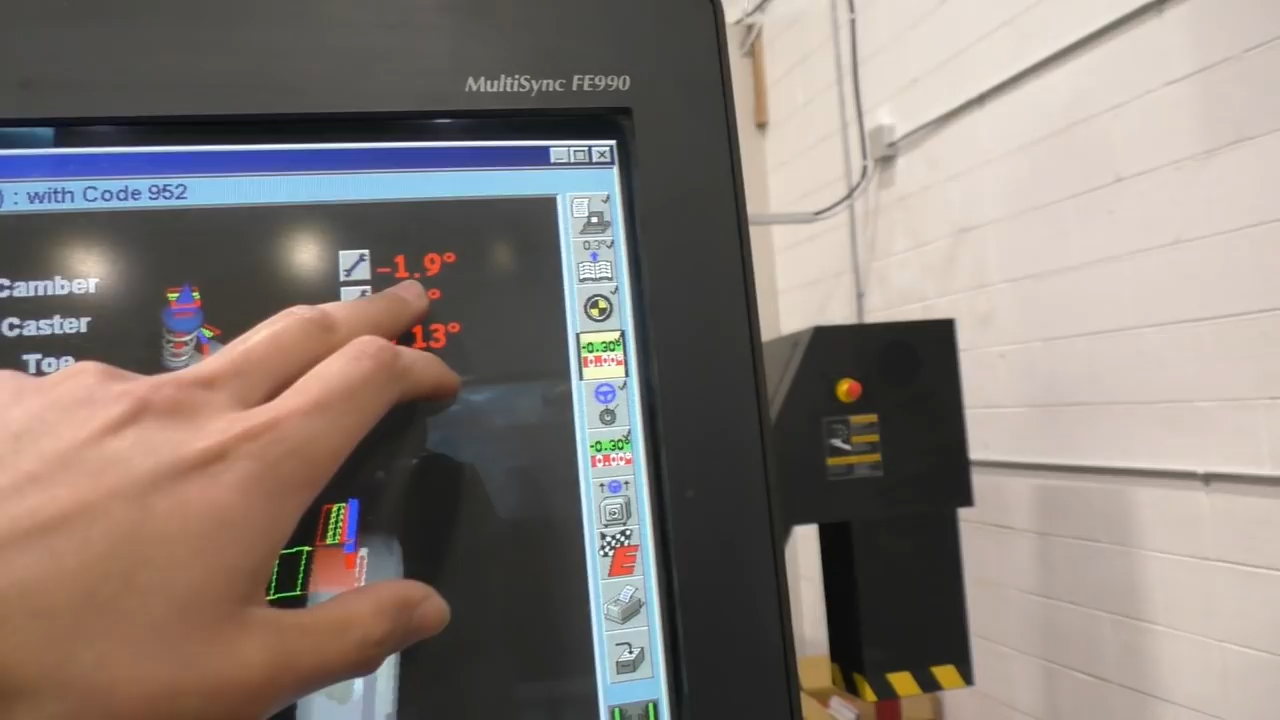 MultiSync FE990
) : with Code 952
Camber
-1.9°
Caster
°
Toe
13°
0.3°
-0.30°
0.00°
-0.30°
0.00°
E